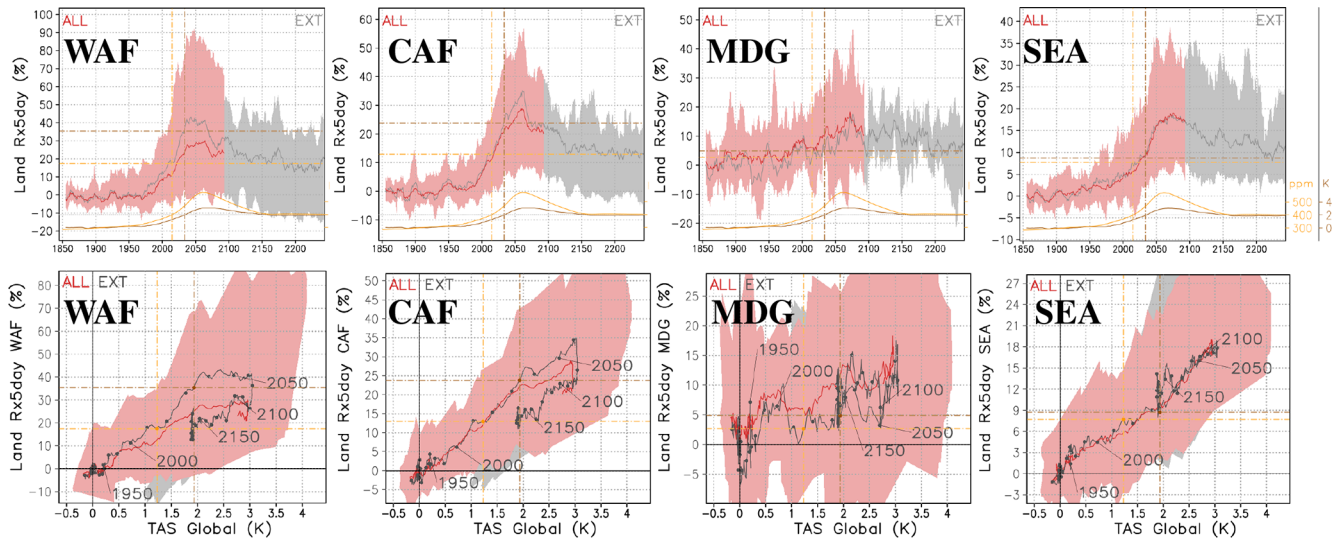 ALL EXT
WAF
Land Rx5day (%)
100
90
80
70
60
50
40
30
20
10
0
-10
-20
1850 1900 1950 2000 2050 2100 2150 2200
ALL EXT
CAF
Land Rx5day (%)
60
50
40
30
20
10
0
-10
1850 1900 1950 2000 2050 2100 2150 2200
ALL EXT
MDG
Land Rx5day (%)
50
40
30
20
10
0
-10
-20
1850 1900 1950 2000 2050 2100 2150 2200
ALL EXT
SEA
Land Rx5day (%)
40
35
30
25
20
15
10
5
0
-5
-10
1850 1900 1950 2000 2050 2100 2150 2200
ppm K
500 4
400 2
300 0
ALL EXT
WAF
Land Rx5day WAF (%)
80
70
60
50
40
30
20
10
0
-10
2050
2100
2150
2000
1950
-0.5 0 0.5 1 1.5 2 2.5 3 3.5 4
TAS Global (K)
ALL EXT
CAF
Land Rx5day CAF (%)
50
45
40
35
30
25
20
15
10
5
0
-5
2050
2100
2150
2000
1950
-0.5 0 0.5 1 1.5 2 2.5 3 3.5 4
TAS Global (K)
ALL EXT
MDG
Land Rx5day MDG (%)
25
20
15
10
5
0
-5
1950
2000
2100
2050
2150
-0.5 0 0.5 1 1.5 2 2.5 3 3.5 4
TAS Global (K)
ALL EXT
SEA
Land Rx5day SEA (%)
27
24
21
18
15
12
9
6
3
0
-3
2100
2050
2150
2000
1950
-0.5 0 0.5 1 1.5 2 2.5 3 3.5 4
TAS Global (K)